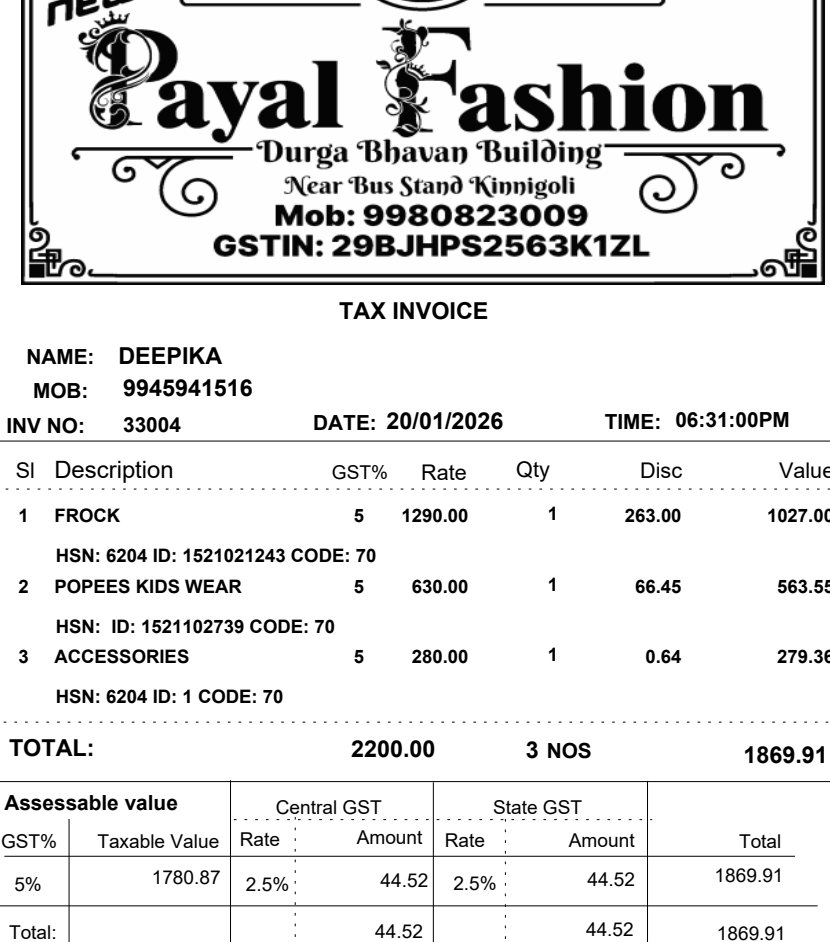 new
Payal Fashion
Durga Bhavan Building
Near Bus Stand Kinnigoli
Mob: 9980823009
GSTIN: 29BJHPS2563K1ZL
TAX INVOICE
NAME: DEEPIKA
MOB: 9945941516
INV NO: 33004 DATE: 20/01/2026 TIME: 06:31:00PM
Sl Description GST% Rate Qty Disc Value
1 FROCK 5 1290.00 1 263.00 1027.00
HSN: 6204 ID: 1521021243 CODE: 70
2 POPEES KIDS WEAR 5 630.00 1 66.45 563.55
HSN: ID: 1521102739 CODE: 70
3 ACCESSORIES 5 280.00 1 0.64 279.36
HSN: 6204 ID: 1 CODE: 70
TOTAL: 2200.00 3 NOS 1869.91
Assessable value Central GST State GST
GST% Taxable Value Rate Amount Rate Amount Total
5% 1780.87 2.5% 44.52 2.5% 44.52 1869.91
Total: 44.52 44.52 1869.91